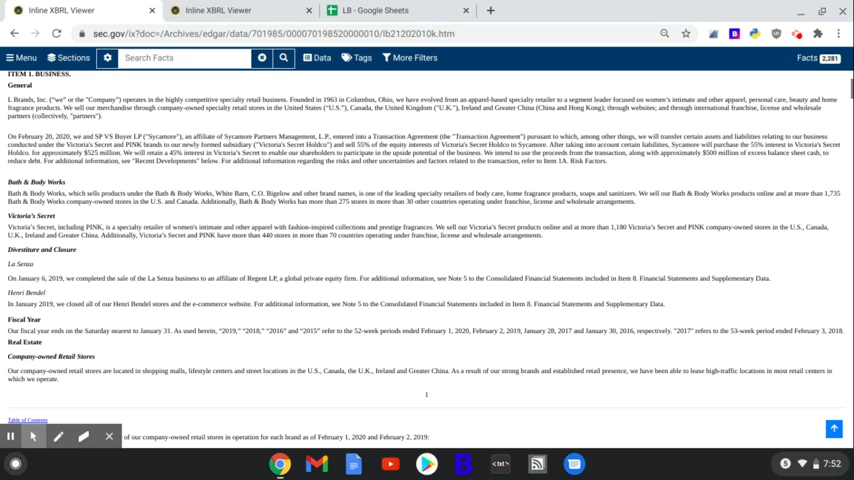 Inline XBRL Viewer
Inline XBRL Viewer
LB - Google Sheets
sec.gov/ix?doc=/Archives/edgar/data/701985/000070198520000010/lb21202010k.htm
Menu Sections Search Facts Data Tags More Filters Facts 2,281
ITEM 1. BUSINESS.
General
L Brands, Inc. ("we" or the "Company") operates in the highly competitive specialty retail business. Founded in 1963 in Columbus, Ohio, we have evolved from an apparel-based specialty retailer to a segment leader focused on women's intimate and other apparel, personal care, beauty and home
fragrance products. We sell our merchandise through company-owned specialty retail stores in the United States ("U.S."), Canada, the United Kingdom ("U.K."), Ireland and Greater China (China and Hong Kong); through websites; and through international franchise, license and wholesale
partners (collectively, "partners").
On February 20, 2020, we and SP VS Buyer LP ("Sycamore"), an affiliate of Sycamore Partners Management, L.P., entered into a Transaction Agreement (the "Transaction Agreement") pursuant to which, among other things, we will transfer certain assets and liabilities relating to our business
conducted under the Victoria's Secret and PINK brands to our newly formed subsidiary ("Victoria's Secret Holdco") and sell 55% of the equity interests of Victoria's Secret Holdco to Sycamore. After taking into account certain liabilities, Sycamore will purchase the 55% interest in Victoria's Secret
Holdco. for approximately $525 million. We will retain a 45% interest in Victoria's Secret to enable our shareholders to participate in the upside potential of the business. We intend to use the proceeds from the transaction, along with approximately $500 million of excess balance sheet cash, to
reduce debt. For additional information, see "Recent Developments" below. For additional information regarding the risks and other uncertainties and factors related to the transaction, refer to Item 1A. Risk Factors.
Bath & Body Works
Bath & Body Works, which sells products under the Bath & Body Works, White Barn, C.O. Bigelow and other brand names, is one of the leading specialty retailers of body care, home fragrance products, soaps and sanitizers. We sell our Bath & Body Works products online and at more than 1,735
Bath & Body Works company-owned stores in the U.S. and Canada. Additionally, Bath & Body Works has more than 275 stores in more than 30 other countries operating under franchise, license and wholesale arrangements.
Victoria's Secret
Victoria's Secret, including PINK, is a specialty retailer of women's intimate and other apparel with fashion-inspired collections and prestige fragrances. We sell our Victoria's Secret products online and at more than 1,180 Victoria's Secret and PINK company-owned stores in the U.S., Canada,
U.K., Ireland and Greater China. Additionally, Victoria's Secret and PINK have more than 440 stores in more than 70 countries operating under franchise, license and wholesale arrangements.
Divestiture and Closure
La Senza
On January 6, 2019, we completed the sale of the La Senza business to an affiliate of Regent LP, a global private equity firm. For additional information, see Note 5 to the Consolidated Financial Statements included in Item 8. Financial Statements and Supplementary Data.
Henri Bendel
In January 2019, we closed all of our Henri Bendel stores and the e-commerce website. For additional information, see Note 5 to the Consolidated Financial Statements included in Item 8. Financial Statements and Supplementary Data.
Fiscal Year
Our fiscal year ends on the Saturday nearest to January 31. As used herein, "2019," "2018," "2016" and "2015" refer to the 52-week periods ended February 1, 2020, February 2, 2019, January 28, 2017 and January 30, 2016, respectively. "2017" refers to the 53-week period ended February 3, 2018.
Real Estate
Company-owned Retail Stores
Our company-owned retail stores are located in shopping malls, lifestyle centers and street locations in the U.S., Canada, the U.K., Ireland and Greater China. As a result of our strong brands and established retail presence, we have been able to lease high-traffic locations in most retail centers in
which we operate.
1
Table of Contents
of our company-owned retail stores in operation for each brand as of February 1, 2020 and February 2, 2019:
<txt>
7:52